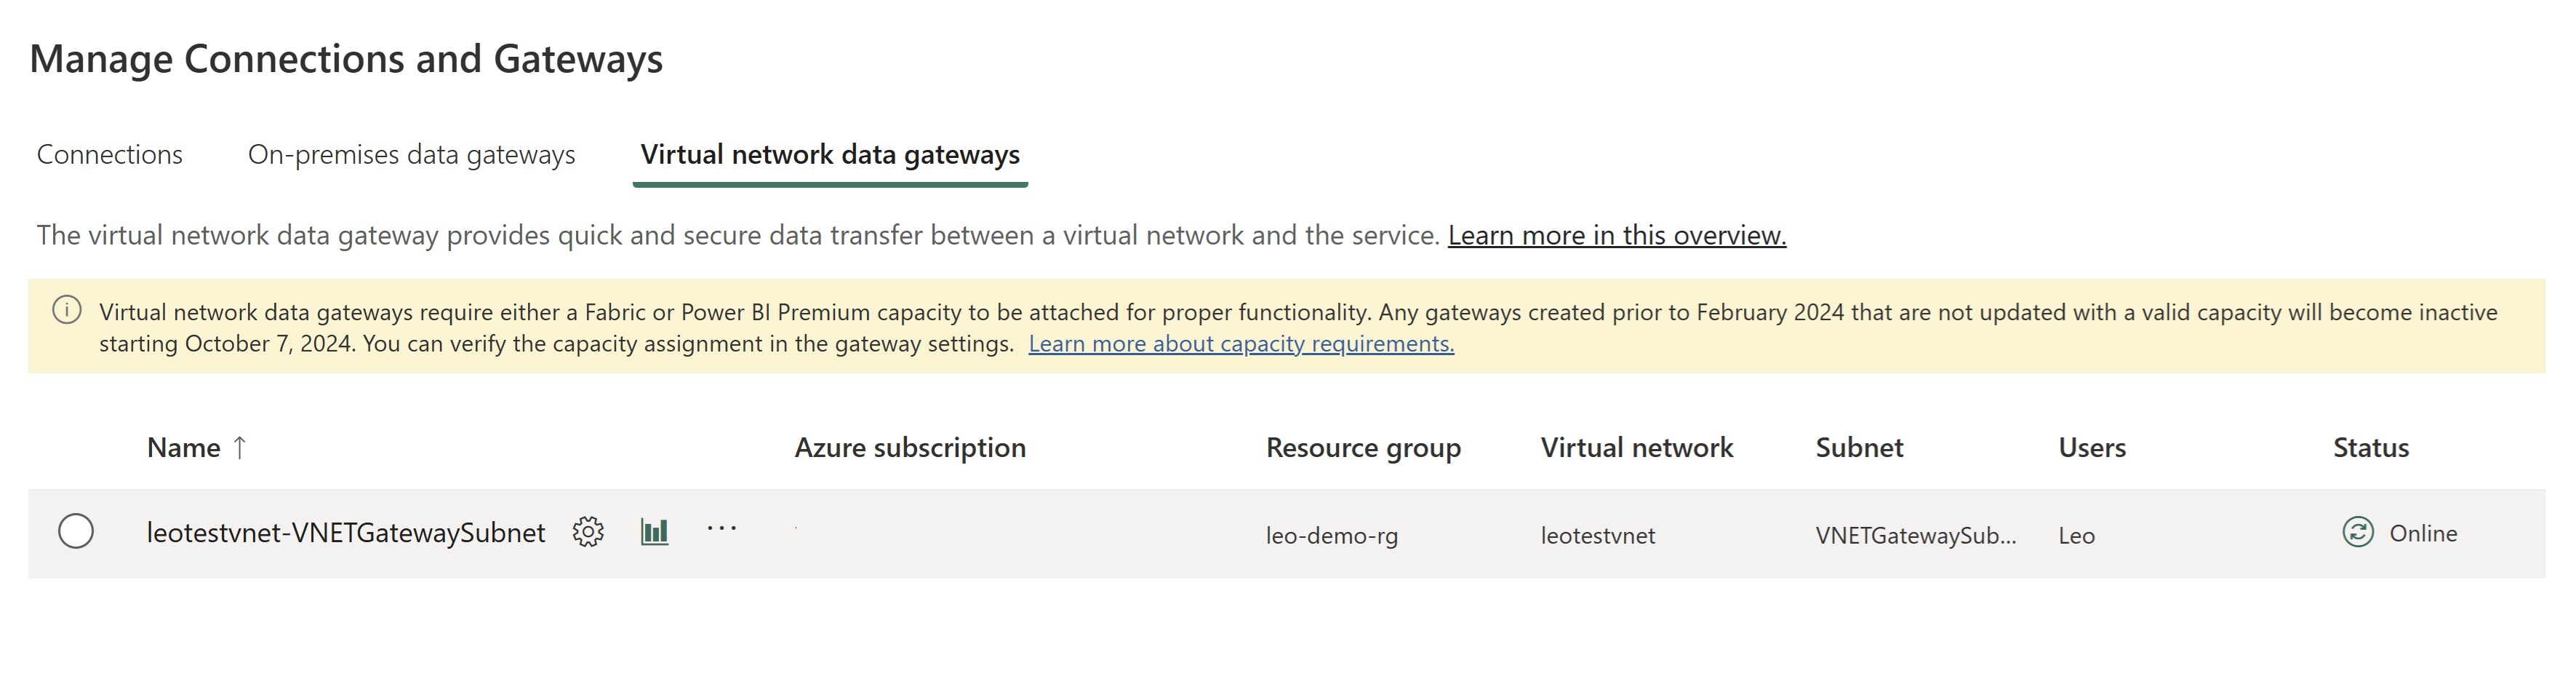 Manage Connections and Gateways
Connections On-premises data gateways Virtual network data gateways
The virtual network data gateway provides quick and secure data transfer between a virtual network and the service. Learn more in this overview.
Virtual network data gateways require either a Fabric or Power BI Premium capacity to be attached for proper functionality. Any gateways created prior to February 2024 that are not updated with a valid capacity will become inactive
starting October 7, 2024. You can verify the capacity assignment in the gateway settings. Learn more about capacity requirements.
Name ↑ Azure subscription Resource group Virtual network Subnet Users Status
leotestvnet-VNETGatewaySubnet ... leo-demo-rg leotestvnet VNETGatewaySub... Leo Online